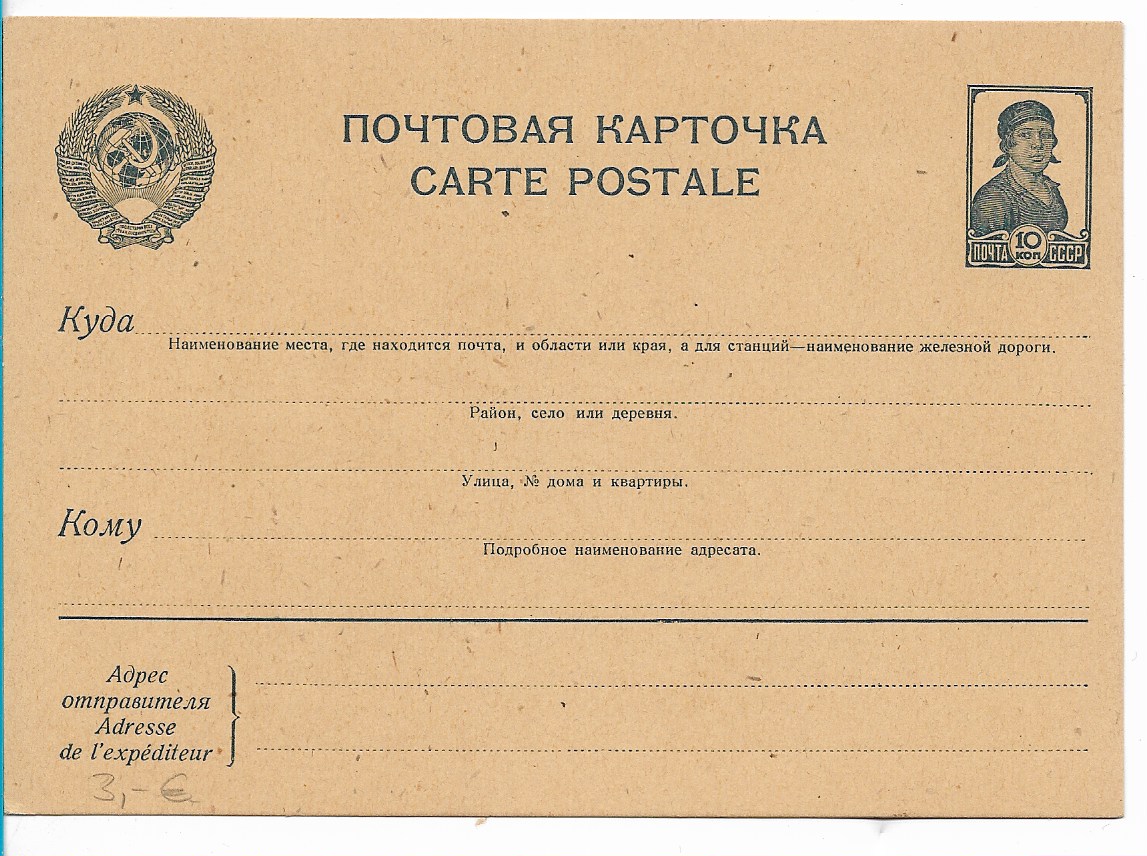 ПОЧТОВАЯ КАРТОЧКА
CARTE POSTALE
ПОЧТА 10 КОП СССР
Куда
Наименование места, где находится почта, и области или края, а для станций—наименование железной дороги.
Район, село или деревня.
Улица, № дома и квартиры.
Кому
Подробное наименование адресата.
Адрес
отправителя
Adresse
de l'expéditeur
3,- €